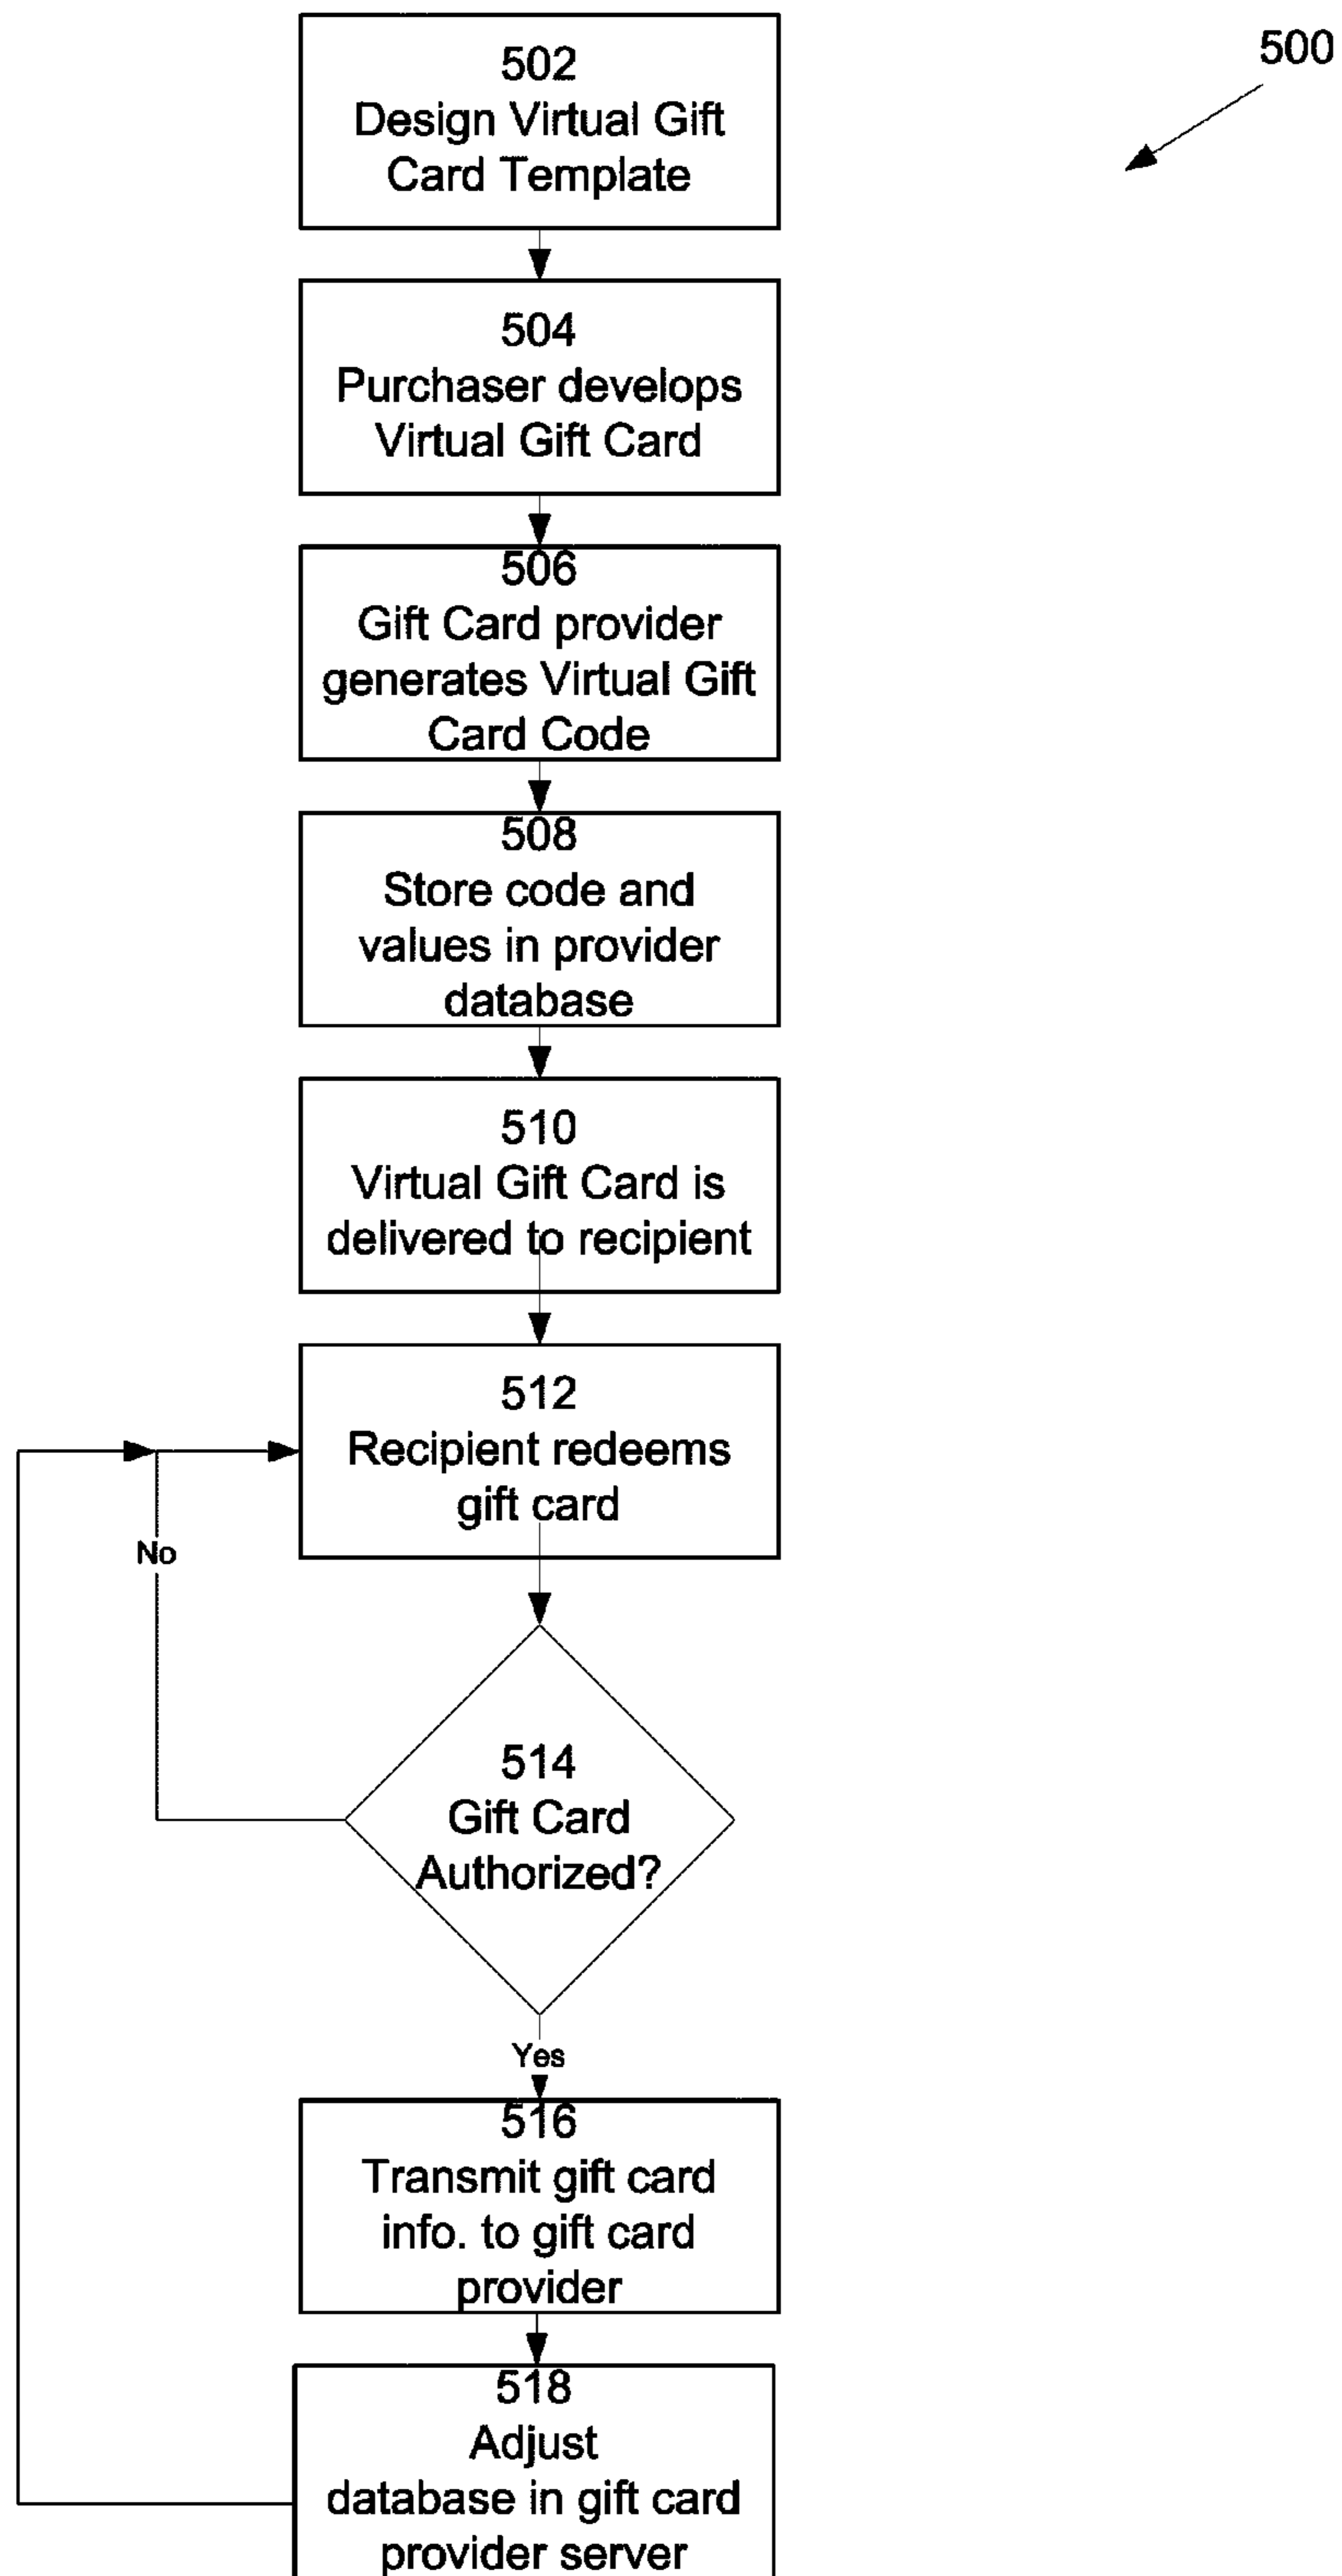 500
502
Design Virtual Gift
Card Template
504
Purchaser develops
Virtual Gift Card
506
Gift Card provider
generates Virtual Gift
Card Code
508
Store code and
values in provider
database
510
Virtual Gift Card is
delivered to recipient
512
Recipient redeems
gift card
No
514
Gift Card
Authorized?
Yes
516
Transmit gift card
info. to gift card
provider
518
Adjust
database in gift card
provider server